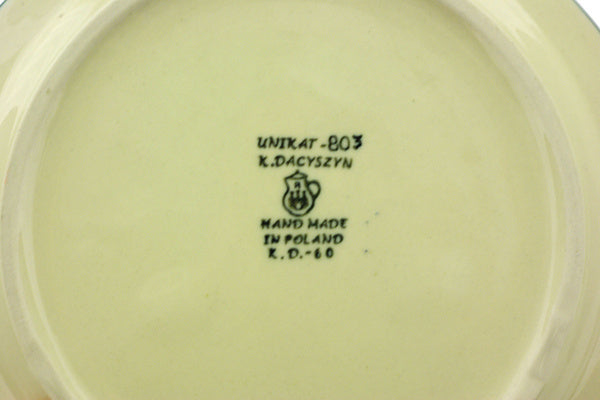 UNIKAT-803
K.DACYSZYN
HAND MADE
IN POLAND
K.D.-60